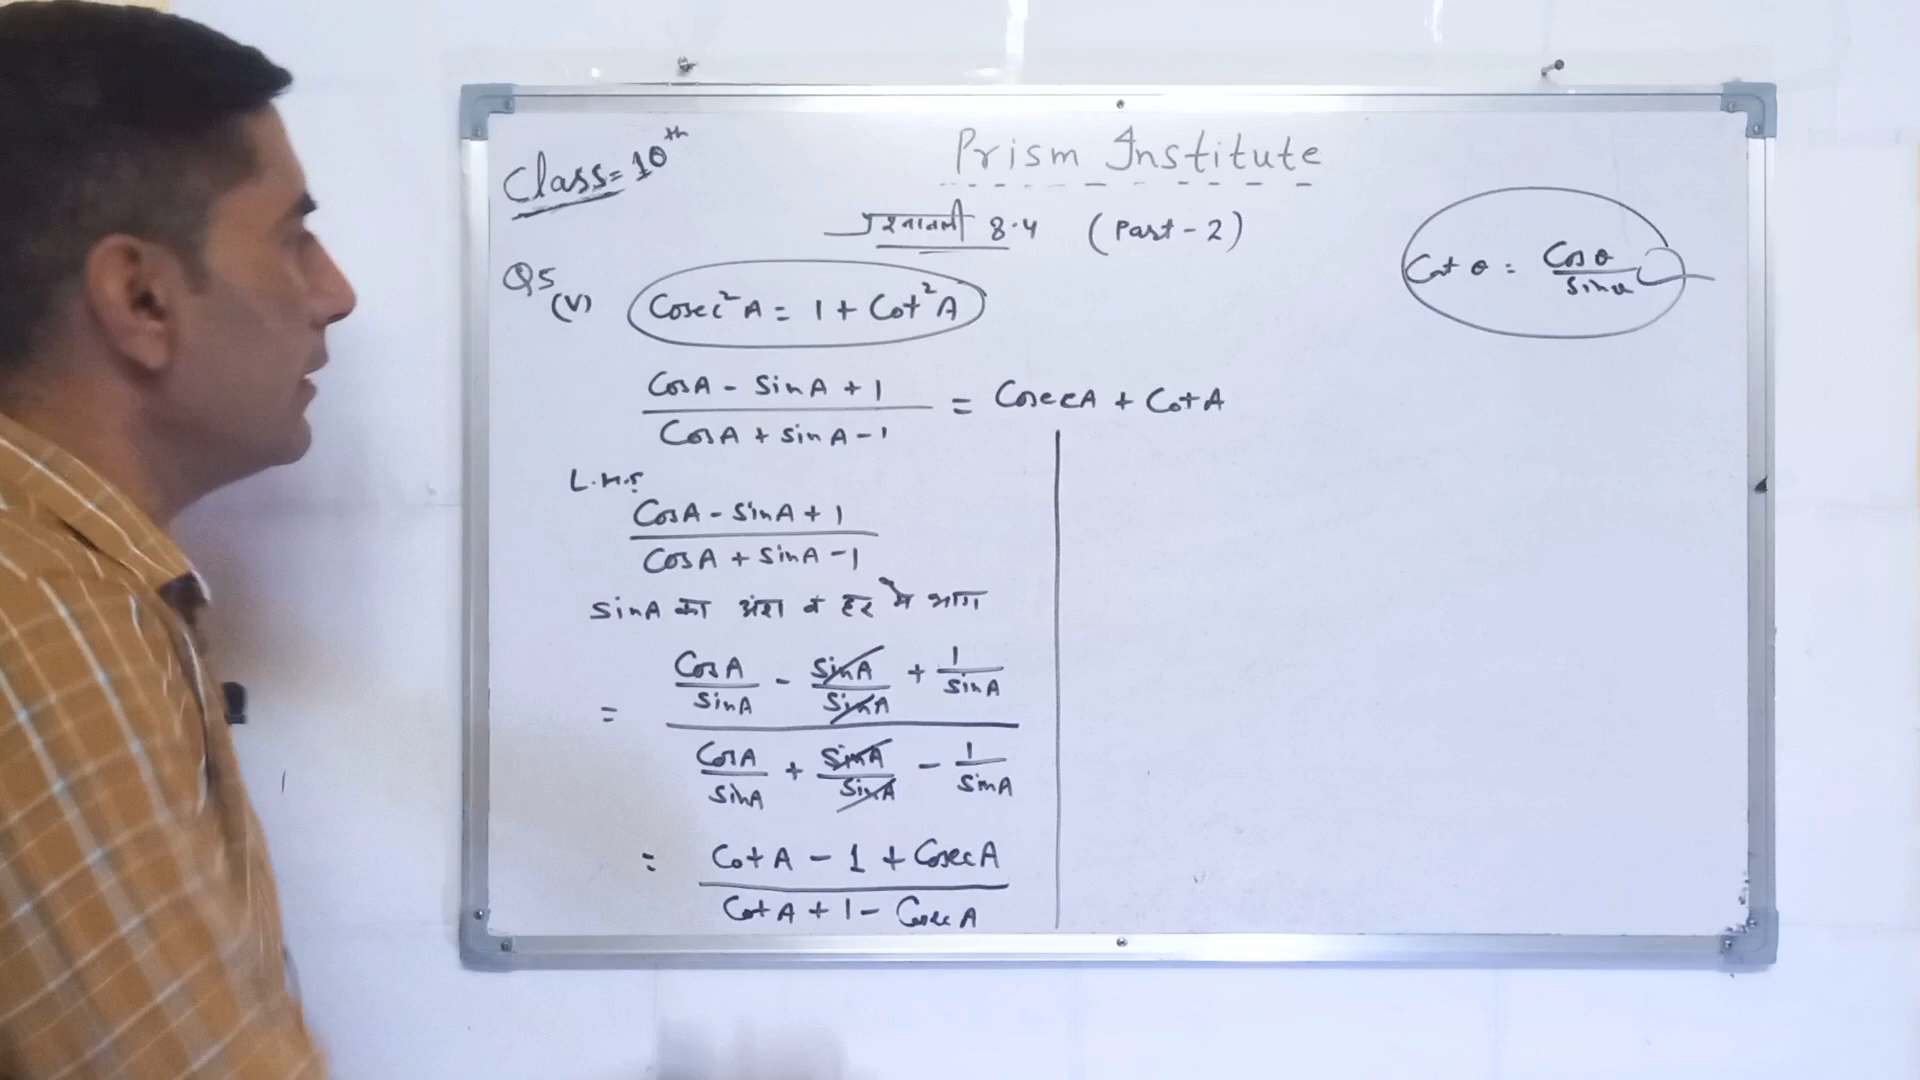 Class = 10th
Prism Institute
प्रश्नावली 8.4 (Part - 2)
Cot θ = Cos θ / Sin θ
Q5 (V) Cosec²A = 1 + Cot²A
CosA - SinA + 1 / CosA + SinA - 1 = CosecA + CotA
L.H.S
CosA - SinA + 1 / CosA + SinA - 1
SinA का अंश व हर में भाग
= CosA/SinA - SinA/SinA + 1/SinA / CosA/SinA + SinA/SinA - 1/SinA
= CotA - 1 + CosecA / CotA + 1 - CosecA